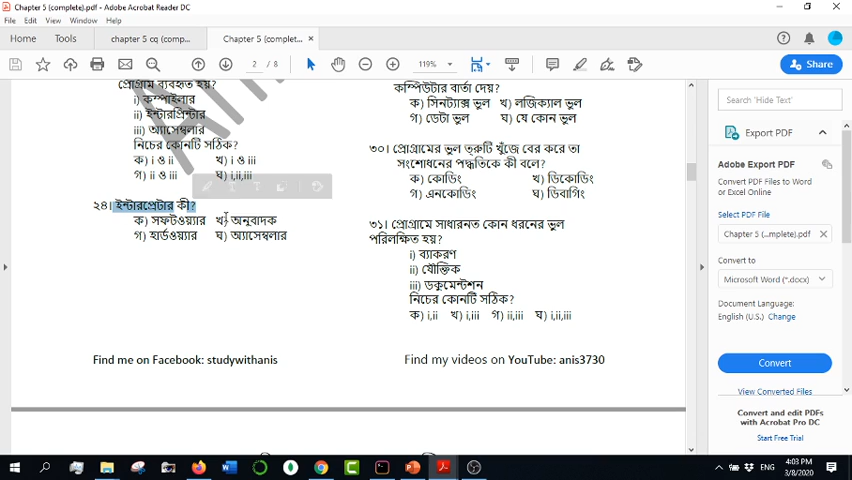 Chapter 5 (complete).pdf - Adobe Acrobat Reader DC
File Edit View Window Help
Home Tools chapter 5 cq (comp... Chapter 5 (complet... ×
2 / 8 119% Share
প্রোগ্রাম ব্যবহৃত হয়?
i) কম্পাইলার
ii) ইন্টারপ্রিন্টার
iii) অ্যাসেম্বলার
নিচের কোনটি সঠিক?
ক) i ও ii খ) i ও iii
গ) ii ও iii ঘ) i,ii,iii
২৪। ইন্টারপ্রেটার কী?
ক) সফটওয়্যার খ) অনুবাদক
গ) হার্ডওয়্যার ঘ) অ্যাসেম্বলার
Find me on Facebook: studywithanis
কম্পিউটার বার্তা দেয়?
ক) সিনট্যাক্স ভুল খ) লজিক্যাল ভুল
গ) ডেটা ভুল ঘ) যে কোন ভুল
৩০। প্রোগ্রামের ভুল ত্রুটি খুঁজে বের করে তা
সংশোধনের পদ্ধতিকে কী বলে?
ক) কোডিং খ) ডিকোডিং
গ) এনকোডিং ঘ) ডিবাগিং
৩১। প্রোগ্রামে সাধারনত কোন ধরনের ভুল
পরিলক্ষিত হয়?
i) ব্যাকরণ
ii) যৌক্তিক
iii) ডকুমেন্টশন
নিচের কোনটি সঠিক?
ক) i,ii খ) i,iii গ) ii,iii ঘ) i,ii,iii
Find my videos on YouTube: anis3730
Search 'Hide Text'
Export PDF
Adobe Export PDF
Convert PDF Files to Word
or Excel Online
Select PDF File
Chapter 5 (...mplete).pdf ×
Convert to
Microsoft Word (*.docx)
Document Language:
English (U.S.) Change
Convert
View Converted Files
Convert and edit PDFs
with Acrobat Pro DC
Start Free Trial
ENG
4:03 PM
3/8/2020